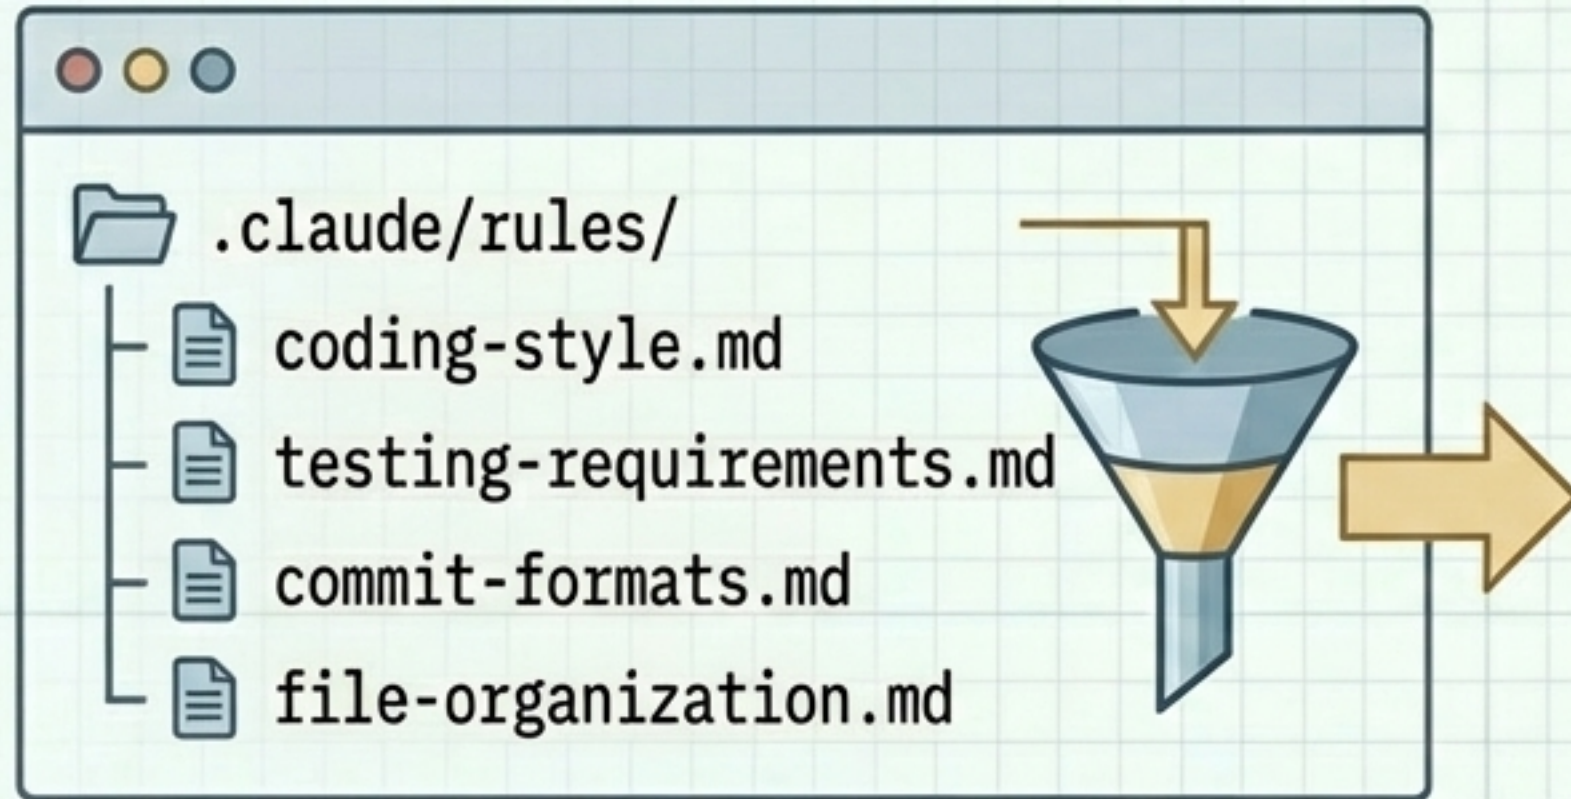 .claude/rules/
coding-style.md
testing-requirements.md
commit-formats.md
file-organization.md